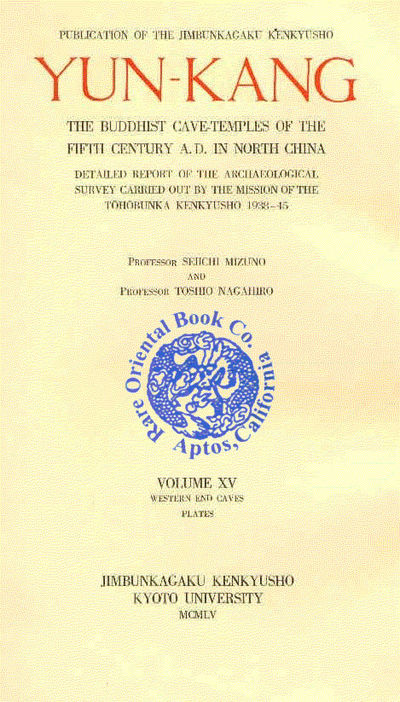 PUBLICATION OF THE JIMBUNKAGAKU KENKYUSHO
YUN-KANG
THE BUDDHIST CAVE-TEMPLES OF THE
FIFTH CENTURY A.D. IN NORTH CHINA
DETAILED REPORT OF THE ARCHAEOLOGICAL
SURVEY CARRIED OUT BY THE MISSION OF THE
TŌHŌBUNKA KENKYUSHO 1938-45
PROFESSOR SEIICHI MIZUNO
AND
PROFESSOR TOSHIO NAGAHIRO
Rare Oriental Book Co.
Aptos, California
VOLUME XV
WESTERN END CAVES
PLATES
JIMBUNKAGAKU KENKYUSHO
KYOTO UNIVERSITY
MCMLV